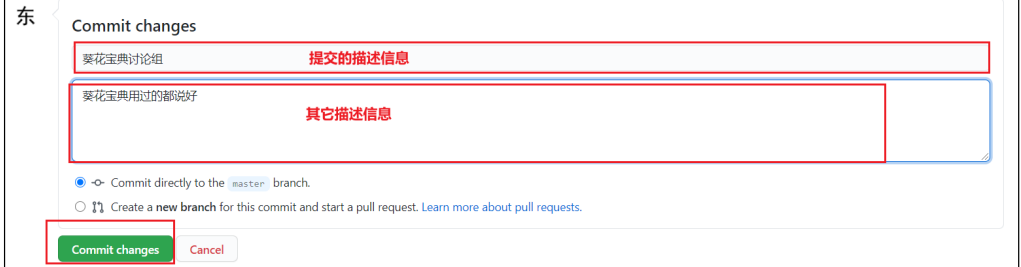 东
Commit changes
葵花宝典讨论组 提交的描述信息
葵花宝典用过的都说好
其它描述信息
Commit directly to the master branch.
Create a new branch for this commit and start a pull request. Learn more about pull requests.
Commit changes Cancel